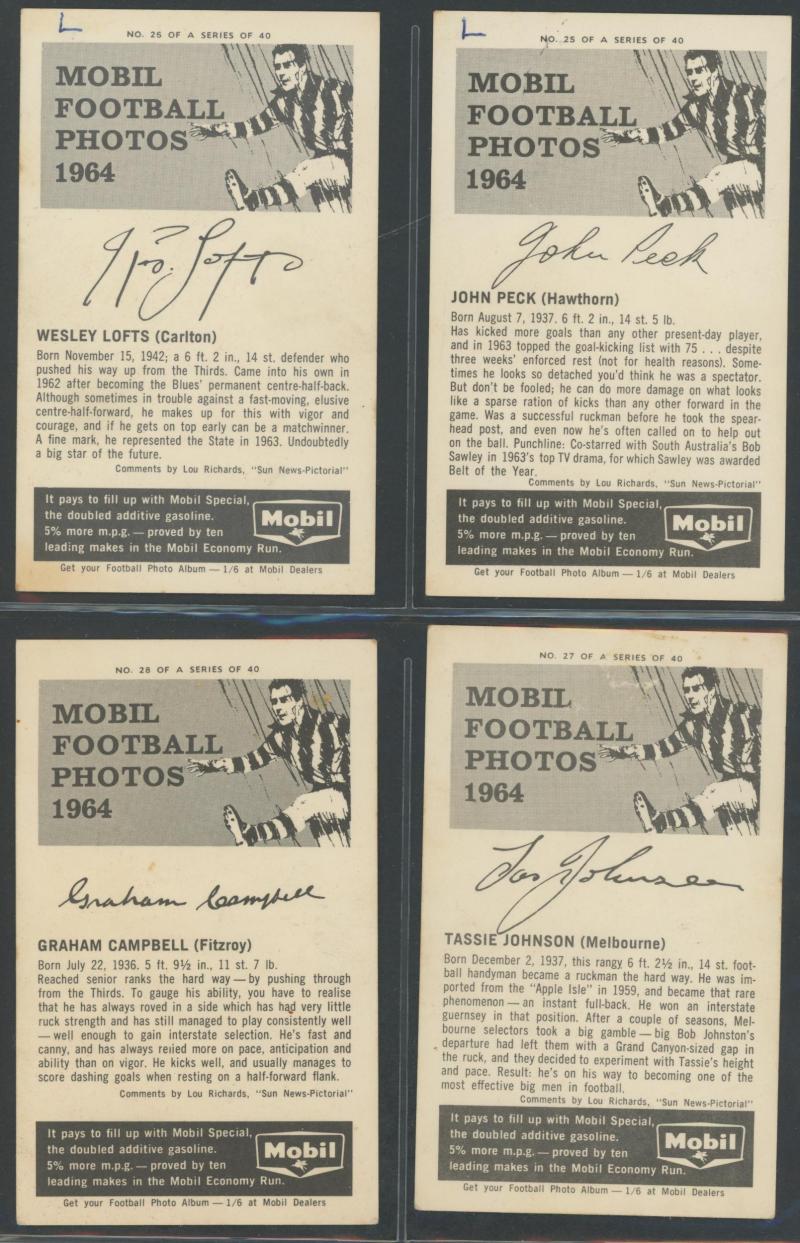 L
NO. 26 OF A SERIES OF 40
MOBIL
FOOTBALL
PHOTOS
1964
Lofts
WESLEY LOFTS (Carlton)
Born November 15, 1942; a 6 ft. 2 in., 14 st. defender who
pushed his way up from the Thirds. Came into his own in
1962 after becoming the Blues' permanent centre-half-back.
Although sometimes in trouble against a fast-moving, elusive
centre-half-forward, he makes up for this with vigor and
courage, and if he gets on top early can be a matchwinner.
A fine mark, he represented the State in 1963. Undoubtedly
a big star of the future.
Comments by Lou Richards, "Sun News-Pictorial"
It pays to fill up with Mobil Special,
the doubled additive gasoline.
5% more m.p.g. — proved by ten
leading makes in the Mobil Economy Run.
Mobil
Get your Football Photo Album — 1/6 at Mobil Dealers
L
NO. 25 OF A SERIES OF 40
MOBIL
FOOTBALL
PHOTOS
1964
John Peck
JOHN PECK (Hawthorn)
Born August 7, 1937. 6 ft. 2 in., 14 st. 5 lb.
Has kicked more goals than any other present-day player,
and in 1963 topped the goal-kicking list with 75 . . . despite
three weeks' enforced rest (not for health reasons). Some-
times he looks so detached you'd think he was a spectator.
But don't be fooled; he can do more damage on what looks
like a sparse ration of kicks than any other forward in the
game. Was a successful ruckman before he took the spear-
head post, and even now he's often called on to help out
on the ball. Punchline: Co-starred with South Australia's Bob
Sawley in 1963's top TV drama, for which Sawley was awarded
Belt of the Year.
Comments by Lou Richards, "Sun News-Pictorial"
It pays to fill up with Mobil Special,
the doubled additive gasoline.
5% more m.p.g. — proved by ten
leading makes in the Mobil Economy Run.
Mobil
Get your Football Photo Album — 1/6 at Mobil Dealers
NO. 28 OF A SERIES OF 40
MOBIL
FOOTBALL
PHOTOS
1964
Graham Campbell
GRAHAM CAMPBELL (Fitzroy)
Born July 22, 1936. 5 ft. 9½ in., 11 st. 7 lb.
Reached senior ranks the hard way — by pushing through
from the Thirds. To gauge his ability, you have to realise
that he has always roved in a side which has had very little
ruck strength and has still managed to play consistently well
— well enough to gain interstate selection. He's fast and
canny, and has always relied more on pace, anticipation and
ability than on vigor. He kicks well, and usually manages to
score dashing goals when resting on a half-forward flank.
Comments by Lou Richards, "Sun News-Pictorial"
It pays to fill up with Mobil Special,
the doubled additive gasoline.
5% more m.p.g. — proved by ten
leading makes in the Mobil Economy Run.
Mobil
Get your Football Photo Album — 1/6 at Mobil Dealers
NO. 27 OF A SERIES OF 40
MOBIL
FOOTBALL
PHOTOS
1964
Tas Johnson
TASSIE JOHNSON (Melbourne)
Born December 2, 1937, this rangy 6 ft. 2½ in., 14 st. foot-
ball handyman became a ruckman the hard way. He was im-
ported from the "Apple Isle" in 1959, and became that rare
phenomenon — an instant full-back. He won an interstate
guernsey in that position. After a couple of seasons, Mel-
bourne selectors took a big gamble — big Bob Johnston's
departure had left them with a Grand Canyon-sized gap in
the ruck, and they decided to experiment with Tassie's height
and pace. Result: he's on his way to becoming one of the
most effective big men in football.
Comments by Lou Richards, "Sun News-Pictorial"
It pays to fill up with Mobil Special,
the doubled additive gasoline.
5% more m.p.g. — proved by ten
leading makes in the Mobil Economy Run.
Mobil
Get your Football Photo Album — 1/6 at Mobil Dealers